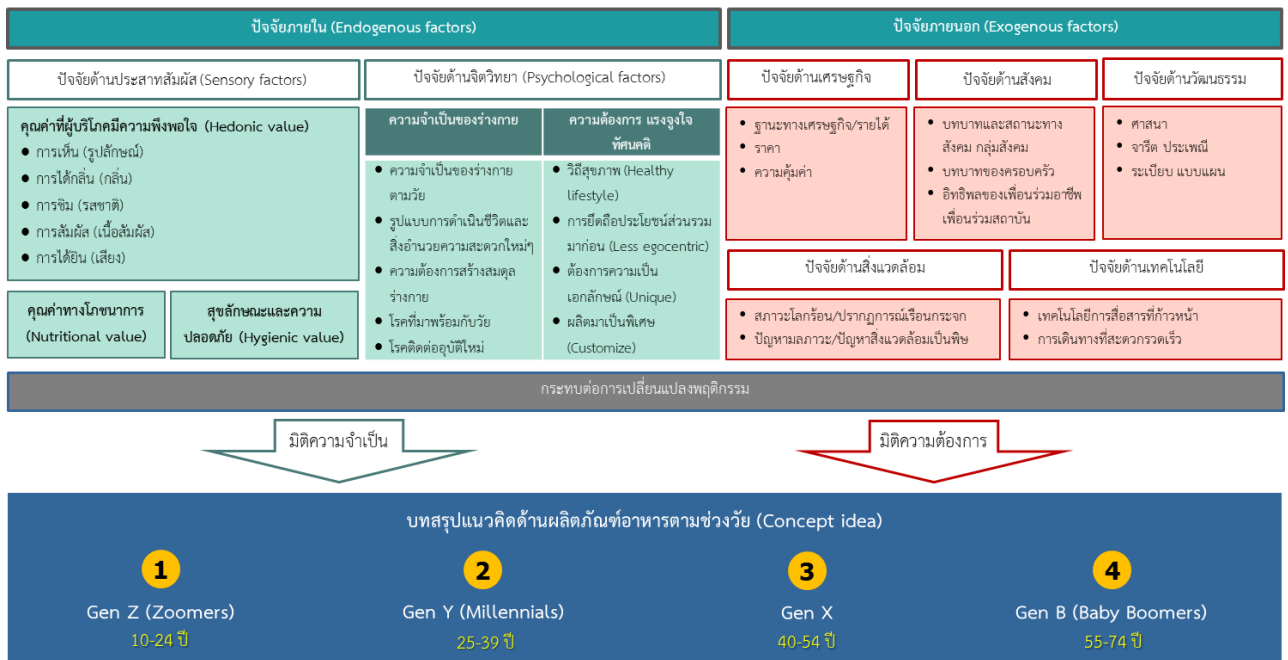 ปัจจัยภายใน (Endogenous factors)
ปัจจัยด้านประสาทสัมผัส (Sensory factors)
คุณค่าที่ผู้บริโภคมีความพึงพอใจ (Hedonic value)
● การเห็น (รูปลักษณ์)
● การได้กลิ่น (กลิ่น)
● การชิม (รสชาติ)
● การสัมผัส (เนื้อสัมผัส)
● การได้ยิน (เสียง)
คุณค่าทางโภชนาการ
(Nutritional value)
สุขลักษณะและความ
ปลอดภัย (Hygienic value)
ปัจจัยด้านจิตวิทยา (Psychological factors)
ความจำเป็นของร่างกาย
● ความจำเป็นของร่างกาย
ตามวัย
● รูปแบบการดำเนินชีวิตและ
สิ่งอำนวยความสะดวกใหม่ๆ
● ความต้องการสร้างสมดุล
ร่างกาย
● โรคที่มาพร้อมกับวัย
● โรคติดต่ออุบัติใหม่
ความต้องการ แรงจูงใจ
ทัศนคติ
● วิถีสุขภาพ (Healthy
lifestyle)
● การยึดถือประโยชน์ส่วนรวม
มาก่อน (Less egocentric)
● ต้องการความเป็น
เอกลักษณ์ (Unique)
● ผลิตมาเป็นพิเศษ
(Customize)
ปัจจัยภายนอก (Exogenous factors)
ปัจจัยด้านเศรษฐกิจ
• ฐานะทางเศรษฐกิจ/รายได้
• ราคา
• ความคุ้มค่า
ปัจจัยด้านสังคม
• บทบาทและสถานะทาง
สังคม กลุ่มสังคม
• บทบาทของครอบครัว
• อิทธิพลของเพื่อนร่วมอาชีพ
เพื่อนร่วมสถาบัน
ปัจจัยด้านวัฒนธรรม
• ศาสนา
• จารีต ประเพณี
• ระเบียบ แบบแผน
ปัจจัยด้านสิ่งแวดล้อม
• สภาวะโลกร้อน/ปรากฏการณ์เรือนกระจก
• ปัญหามลภาวะ/ปัญหาสิ่งแวดล้อมเป็นพิษ
ปัจจัยด้านเทคโนโลยี
• เทคโนโลยีการสื่อสารที่ก้าวหน้า
• การเดินทางที่สะดวกรวดเร็ว
กระทบต่อการเปลี่ยนแปลงพฤติกรรม
มิติความจำเป็น
มิติความต้องการ
บทสรุปแนวคิดด้านผลิตภัณฑ์อาหารตามช่วงวัย (Concept idea)
1
Gen Z (Zoomers)
10-24 ปี
2
Gen Y (Millennials)
25-39 ปี
3
Gen X
40-54 ปี
4
Gen B (Baby Boomers)
55-74 ปี